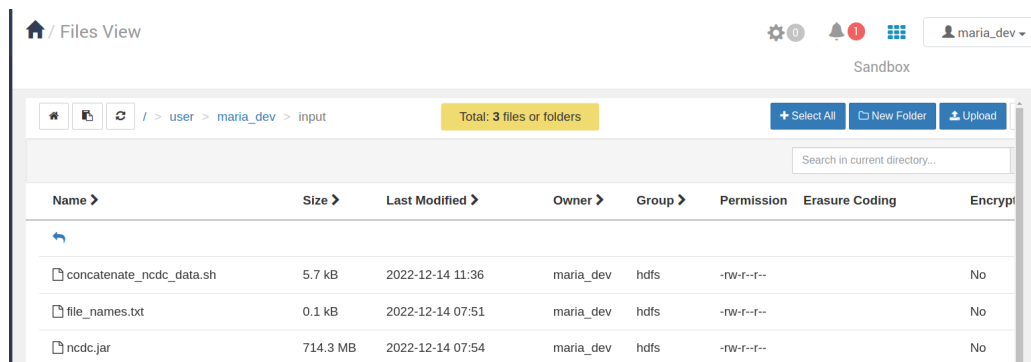 / Files View
0
1
maria_dev
Sandbox
/ > user > maria_dev > input
Total: 3 files or folders
Select All
New Folder
Upload
Search in current directory...
Name Size Last Modified Owner Group Permission Erasure Coding Encrypt
concatenate_ncdc_data.sh 5.7 kB 2022-12-14 11:36 maria_dev hdfs -rw-r--r-- No
file_names.txt 0.1 kB 2022-12-14 07:51 maria_dev hdfs -rw-r--r-- No
ncdc.jar 714.3 MB 2022-12-14 07:54 maria_dev hdfs -rw-r--r-- No